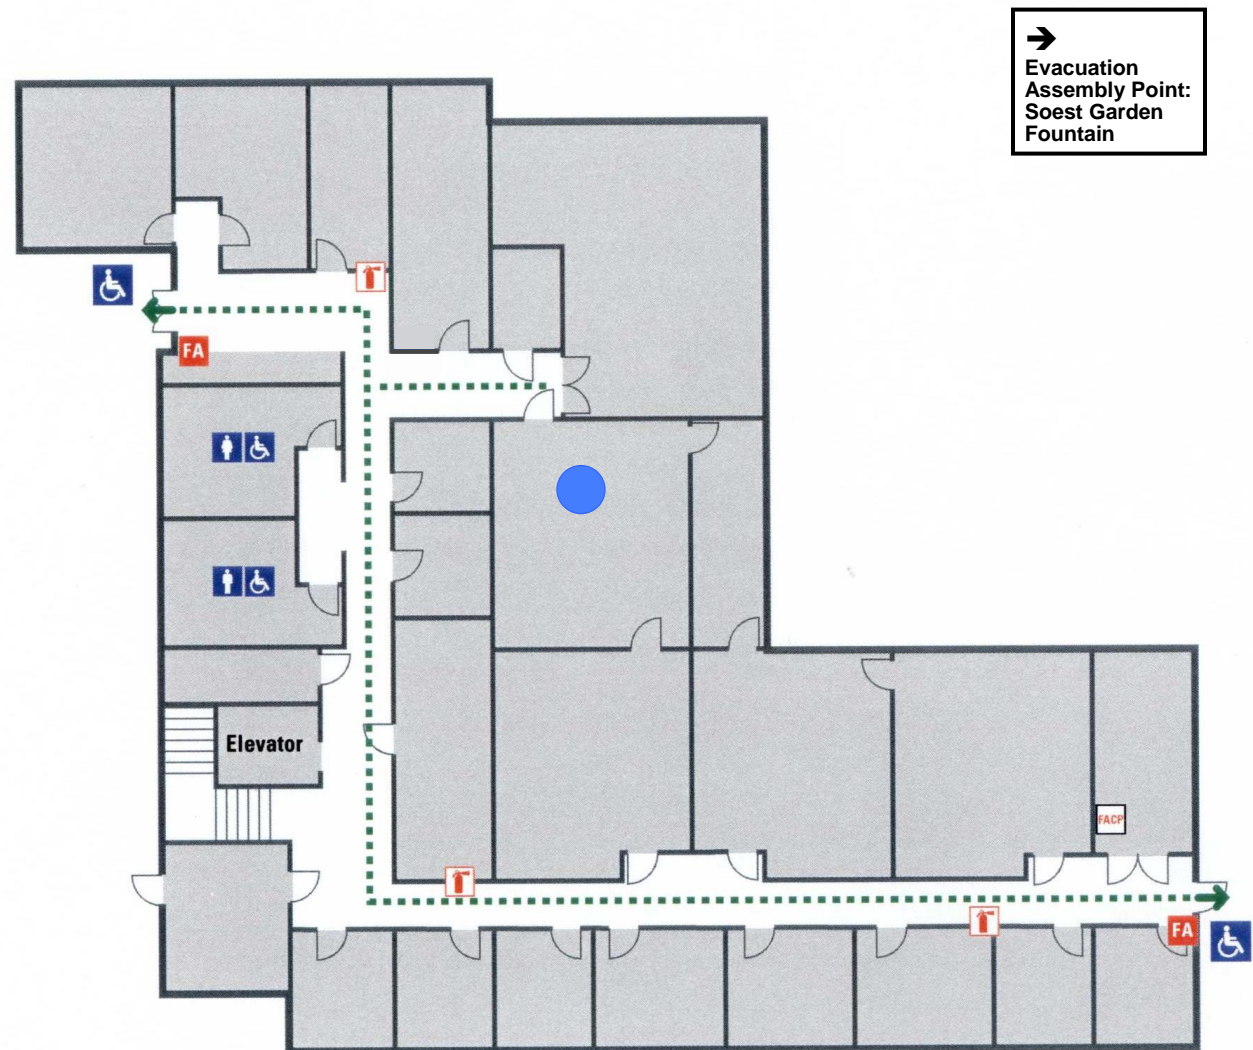 Evacuation
Assembly Point:
Soest Garden
Fountain
FA
Elevator
FACP
FA